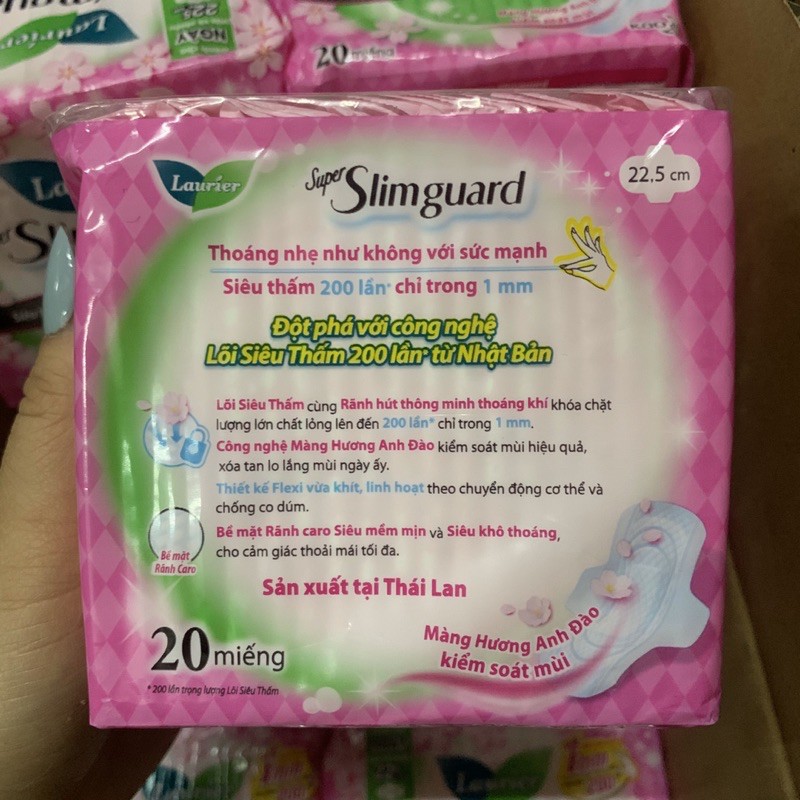 Laurier
225
NGAY
20 miếng
Kao
Laurier
Super Slimguard
22.5 cm
Thoáng nhẹ như không với sức mạnh
Siêu thấm 200 lần* chỉ trong 1 mm
Đột phá với công nghệ
Lõi Siêu Thấm 200 lần* từ Nhật Bản
Lõi Siêu Thấm cùng Rãnh hút thông minh thoáng khí khóa chặt
lượng lớn chất lỏng lên đến 200 lần* chỉ trong 1 mm.
Công nghệ Màng Hương Anh Đào kiểm soát mùi hiệu quả,
xóa tan lo lắng mùi ngày ấy.
Thiết kế Flexi vừa khít, linh hoạt theo chuyển động cơ thể và
chống co dúm.
Bề mặt Rãnh caro Siêu mềm mịn và Siêu khô thoáng,
cho cảm giác thoải mái tối đa.
Bề mặt
Rãnh Caro
Sản xuất tại Thái Lan
Màng Hương Anh Đào
kiểm soát mùi
20 miếng
* 200 lần trọng lượng Lõi Siêu Thấm
Laurier